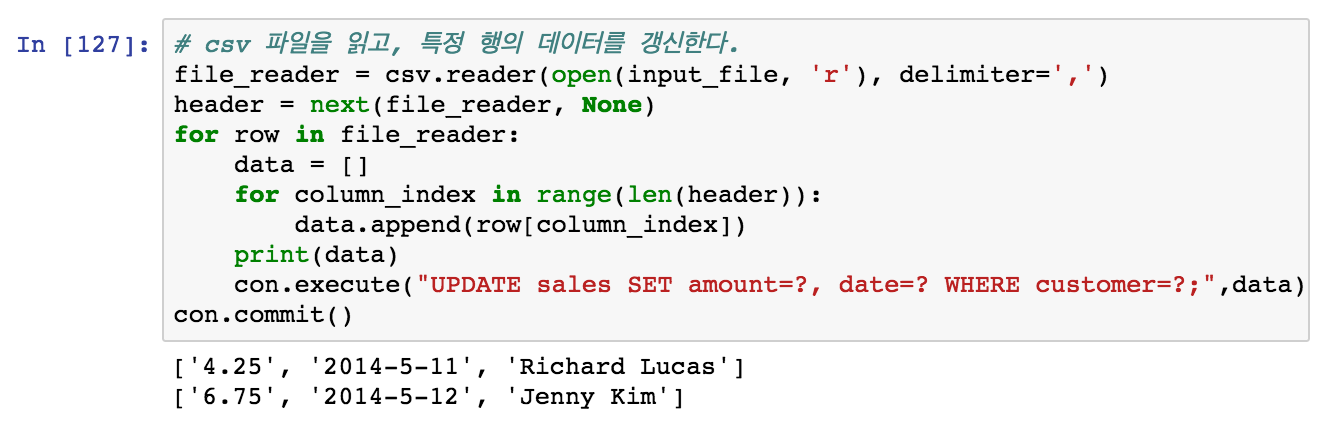 In [127]: # csv 파일을 읽고, 특정 행의 데이터를 갱신한다.
file_reader = csv.reader(open(input_file, 'r'), delimiter=',')
header = next(file_reader, None)
for row in file_reader:
    data = []
    for column_index in range(len(header)):
        data.append(row[column_index])
    print(data)
    con.execute("UPDATE sales SET amount=?, date=? WHERE customer=?;",data)
con.commit()
['4.25', '2014-5-11', 'Richard Lucas']
['6.75', '2014-5-12', 'Jenny Kim']